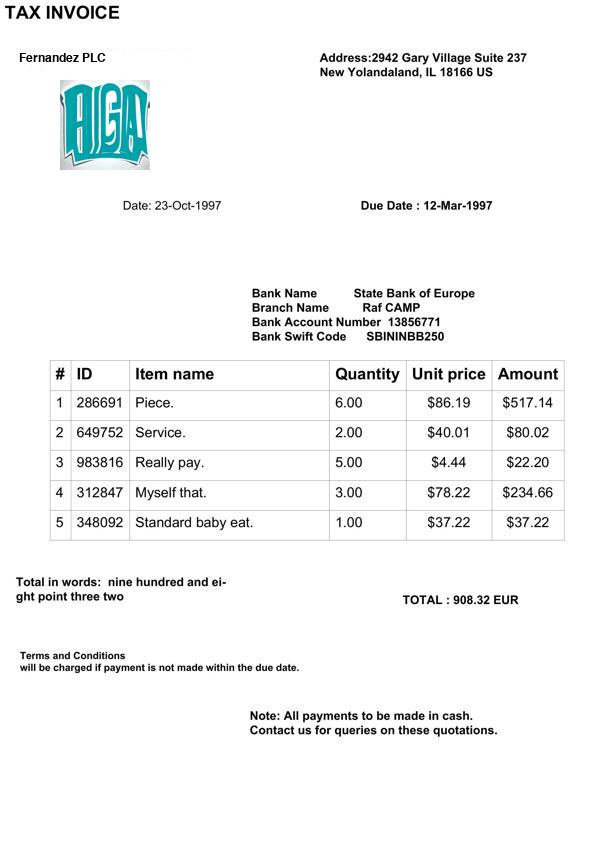 TAX INVOICE
Fernandez PLC
Address:2942 Gary Village Suite 237
New Yolandaland, IL 18166 US
AGA
Date: 23-Oct-1997
Due Date : 12-Mar-1997
Bank Name State Bank of Europe
Branch Name Raf CAMP
Bank Account Number 13856771
Bank Swift Code SBININBB250
# ID Item name Quantity Unit price Amount
1 286691 Piece. 6.00 $86.19 $517.14
2 649752 Service. 2.00 $40.01 $80.02
3 983816 Really pay. 5.00 $4.44 $22.20
4 312847 Myself that. 3.00 $78.22 $234.66
5 348092 Standard baby eat. 1.00 $37.22 $37.22
Total in words: nine hundred and ei-
ght point three two
TOTAL : 908.32 EUR
Terms and Conditions
will be charged if payment is not made within the due date.
Note: All payments to be made in cash.
Contact us for queries on these quotations.